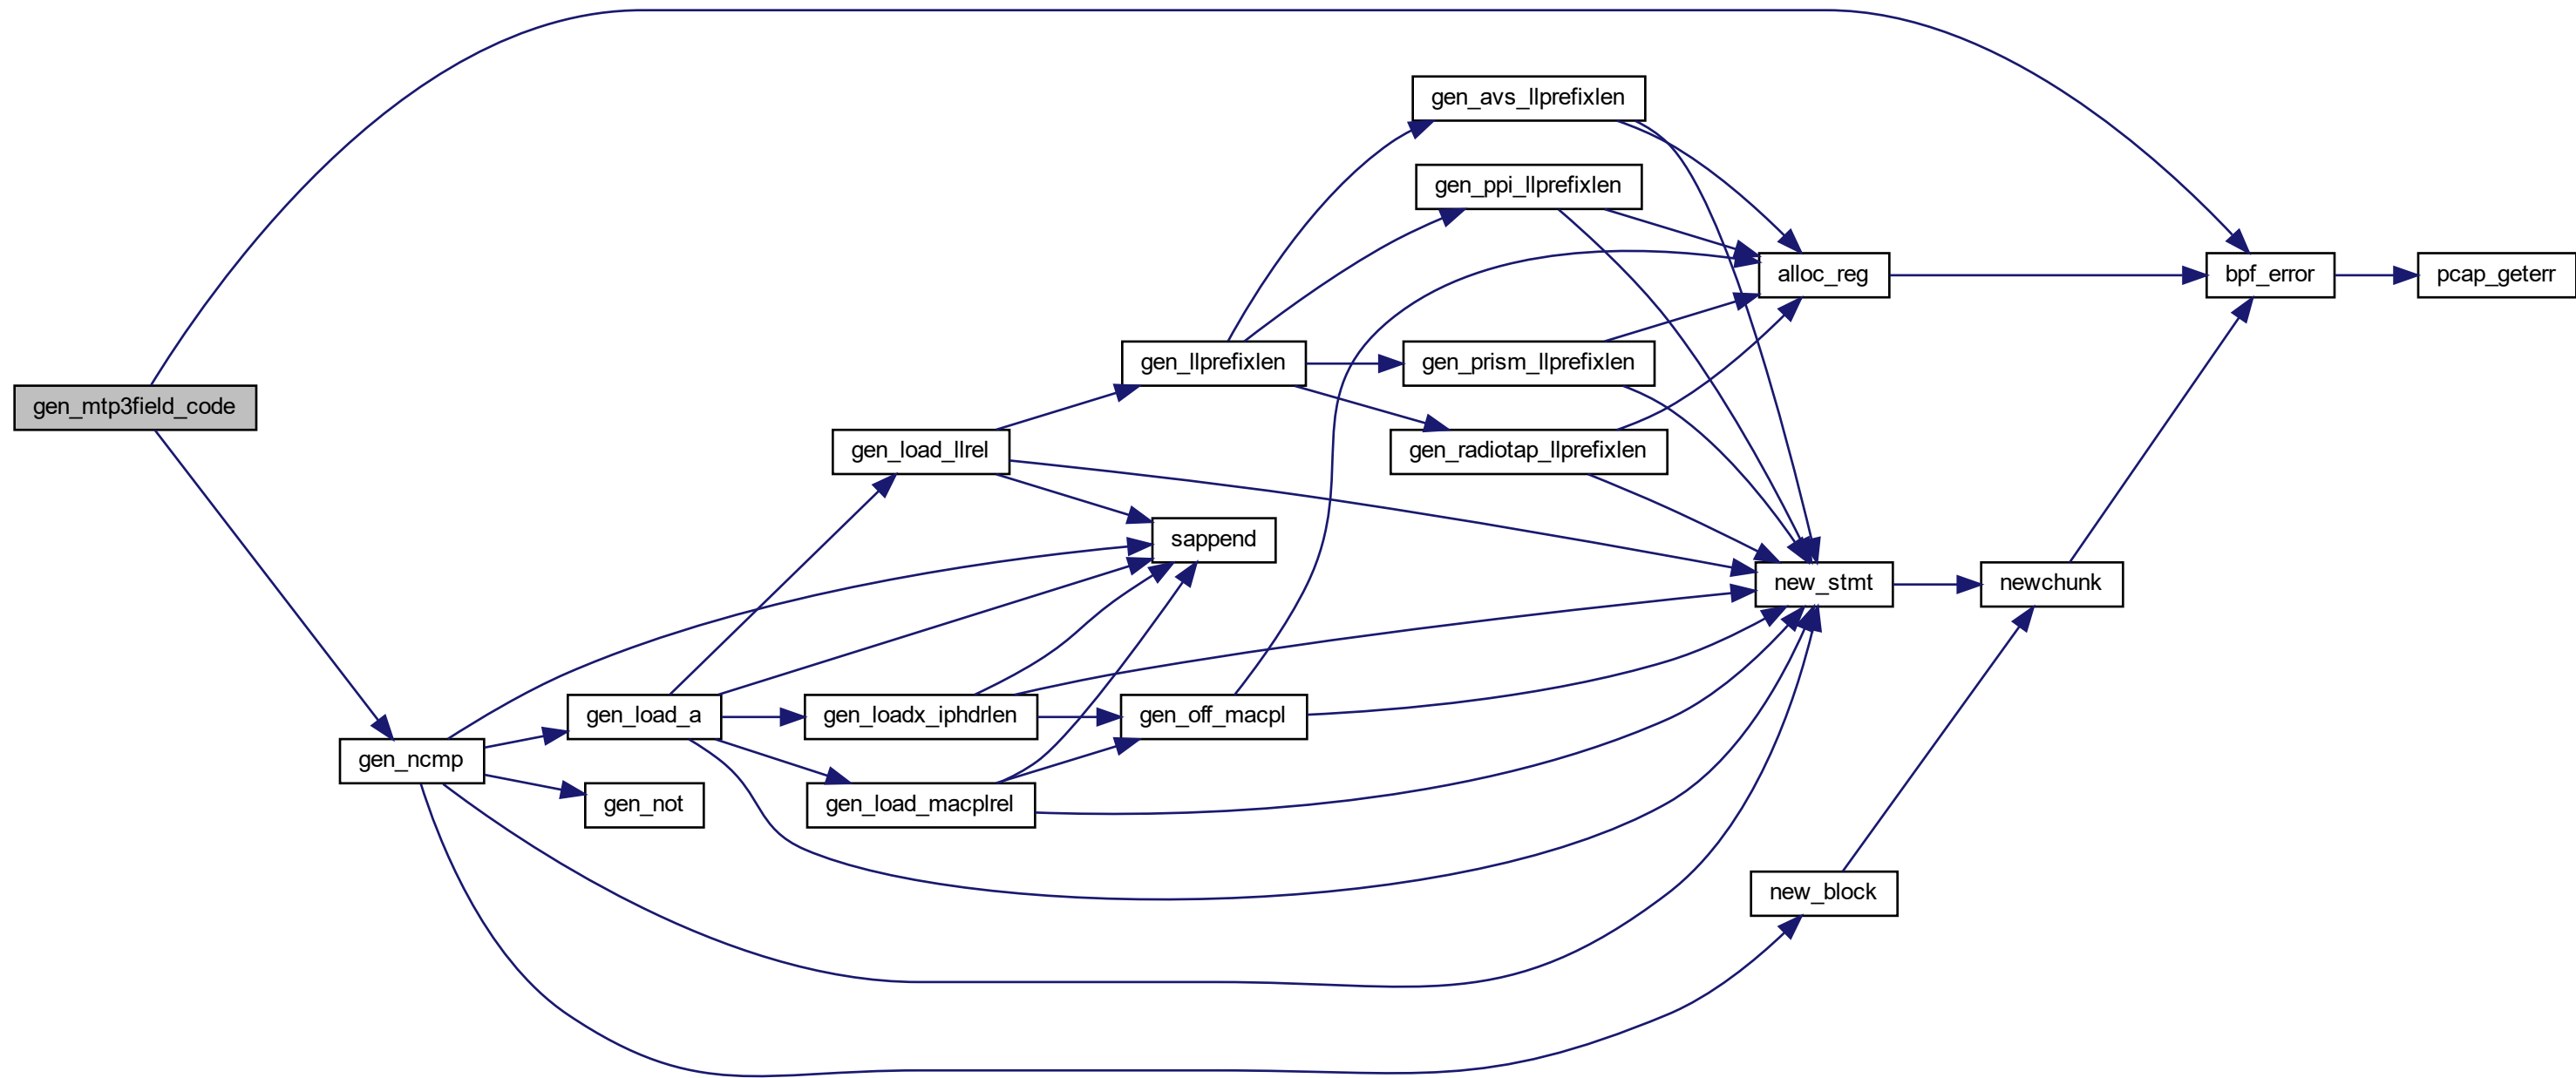 gen_avs_llprefixlen
gen_ppi_llprefixlen
alloc_reg
bpf_error
pcap_geterr
gen_llprefixlen
gen_prism_llprefixlen
gen_mtp3field_code
gen_load_llrel
gen_radiotap_llprefixlen
sappend
new_stmt
newchunk
gen_load_a
gen_loadx_iphdrlen
gen_off_macpl
gen_ncmp
gen_not
gen_load_macplrel
new_block